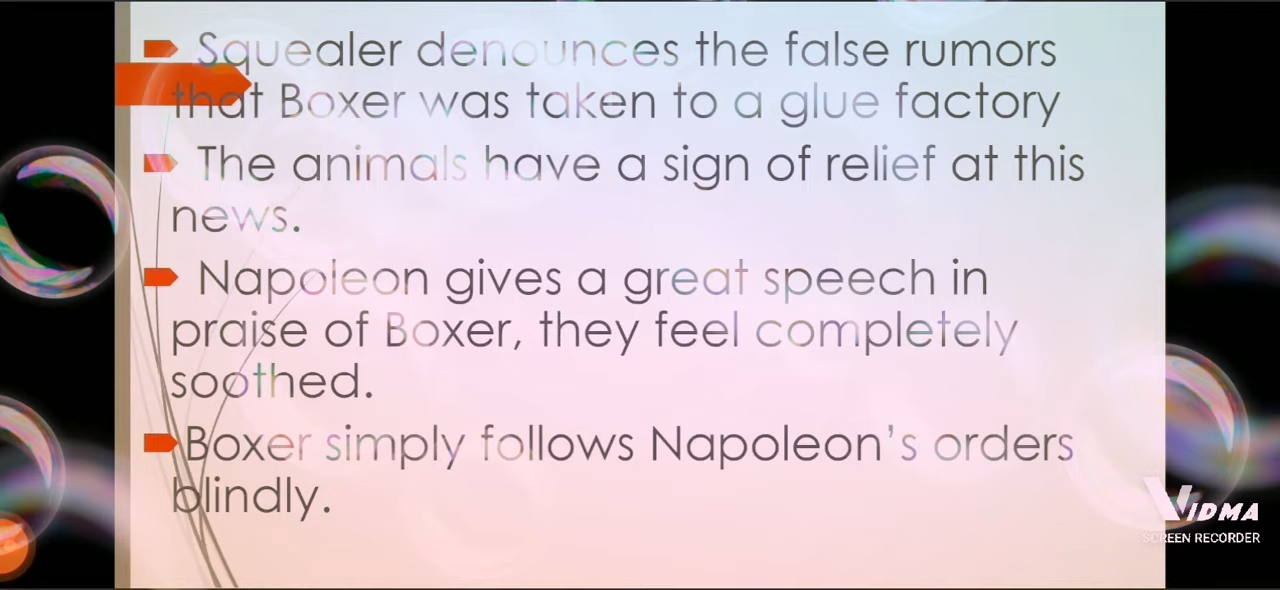 Squealer denounces the false rumors
that Boxer was taken to a glue factory
The animals have a sign of relief at this
news.
Napoleon gives a great speech in
praise of Boxer, they feel completely
soothed.
Boxer simply follows Napoleon's orders
blindly.
VIDMA
SCREEN RECORDER